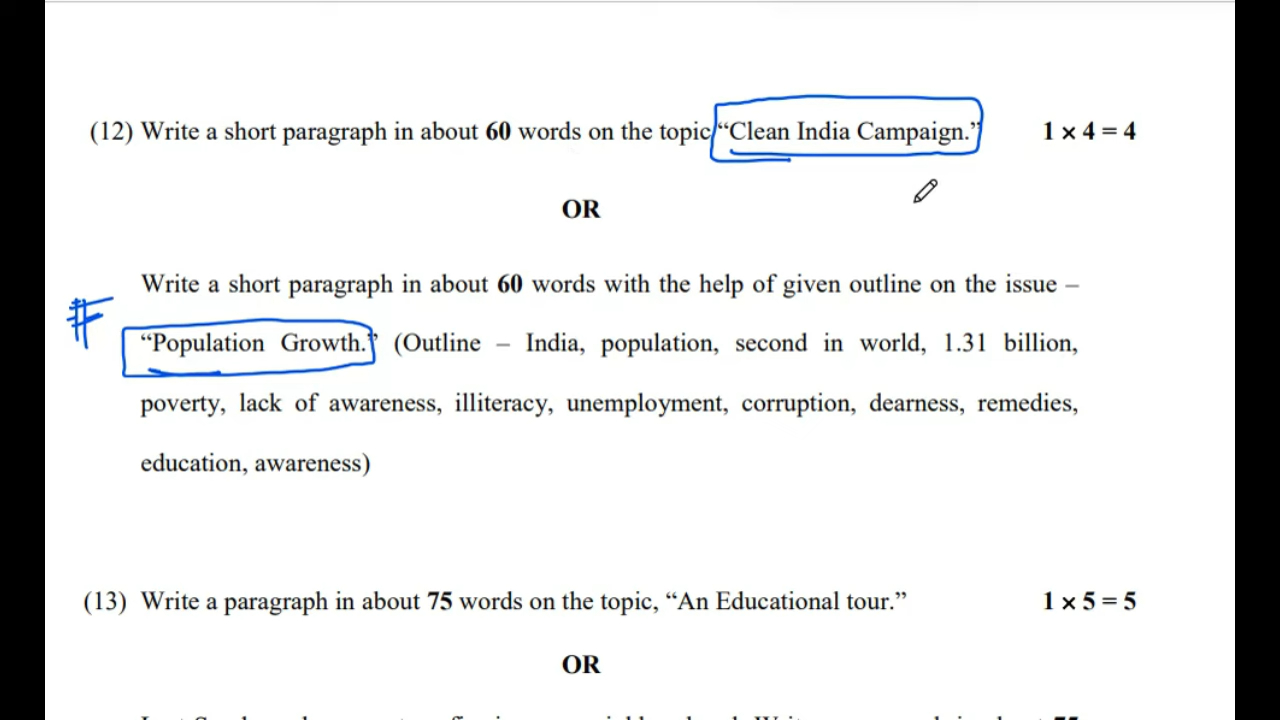 (12) Write a short paragraph in about 60 words on the topic “Clean India Campaign.” 1 × 4 = 4
OR
Write a short paragraph in about 60 words with the help of given outline on the issue –
“Population Growth.” (Outline – India, population, second in world, 1.31 billion,
poverty, lack of awareness, illiteracy, unemployment, corruption, dearness, remedies,
education, awareness)
(13) Write a paragraph in about 75 words on the topic, “An Educational tour.” 1 × 5 = 5
OR